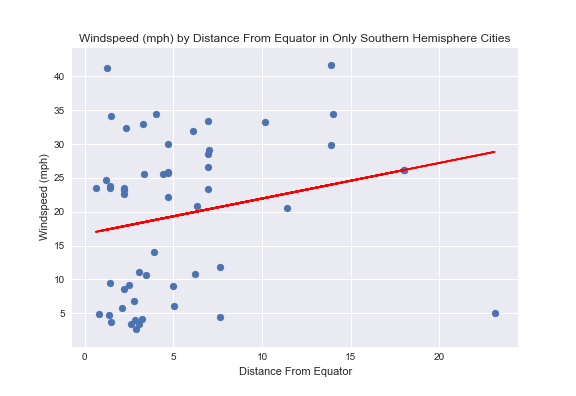 Windspeed (mph) by Distance From Equator in Only Southern Hemisphere Cities
40
35
30
25
20
15
10
5
Windspeed (mph)
0 5 10 15 20
Distance From Equator